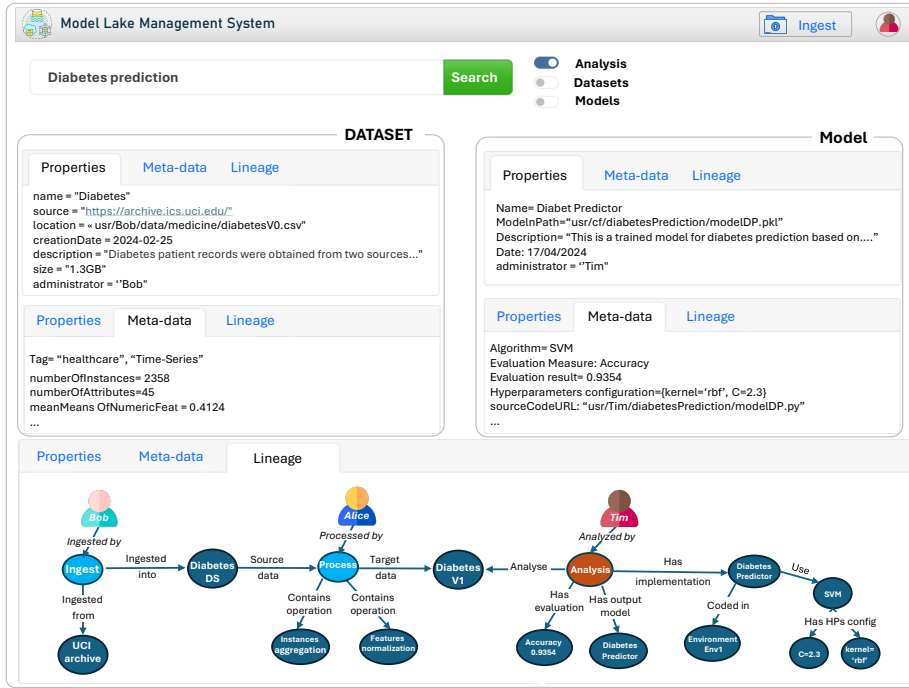 Model Lake Management System
Ingest
Diabetes prediction
Search
Analysis
Datasets
Models
DATASET
Properties Meta-data Lineage
name = "Diabetes"
source = "https://archive.ics.uci.edu/"
location = «usr/Bob/data/medicine/diabetesV0.csv"
creationDate = 2024-02-25
description = "Diabetes patient records were obtained from two sources..."
size = "1.3GB"
administrator = ‘’Bob"
Properties Meta-data Lineage
Tag= “healthcare”, “Time-Series”
numberOfInstances= 2358
numberOfAttributes=45
meanMeans OfNumericFeat = 0.4124
...
Model
Properties Meta-data Lineage
Name= Diabet Predictor
ModelnPath=“usr/cf/diabetesPrediction/modelDP.pkl”
Description= “This is a trained model for diabetes prediction based on....”
Date: 17/04/2024
administrator = ‘’Tim"
Properties Meta-data Lineage
Algorithm= SVM
Evaluation Measure: Accuracy
Evaluation result= 0.9354
Hyperparameters configuration={kernel=‘rbf’, C=2.3}
sourceCodeURL: “usr/Tim/diabetesPrediction/modelDP.py”
...
Properties Meta-data Lineage
Bob
Ingested by
Ingest
Ingested
into
Ingested
from
UCI
archive
Diabetes
DS
Source
data
Alice
Processed by
Process
Target
data
Contains
operation
Contains
operation
Instances
aggregation
Features
normalization
Diabetes
V1
Analyse
Tim
Analyzed by
Analysis
Has
implementation
Has
evaluation
Has output
model
Accuracy
0.9354
Diabetes
Predictor
Diabetes
Predictor
Use
Coded in
Environment
Env1
SVM
Has HPs config
C=2.3
kernel=
‘rbf’